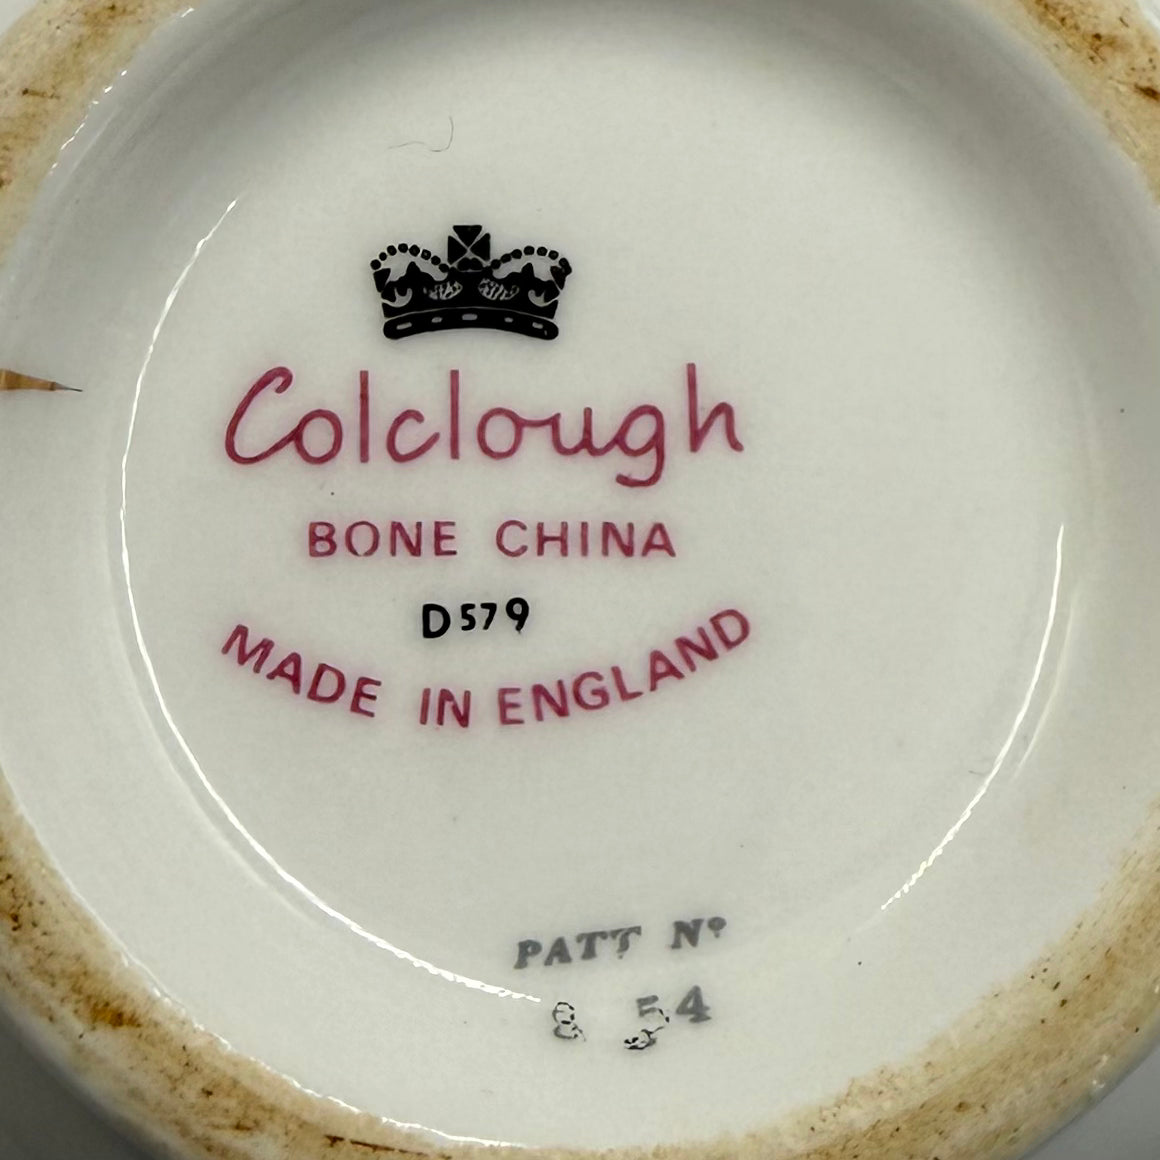 Colclough
BONE CHINA
D579
MADE IN ENGLAND
PATT Nº